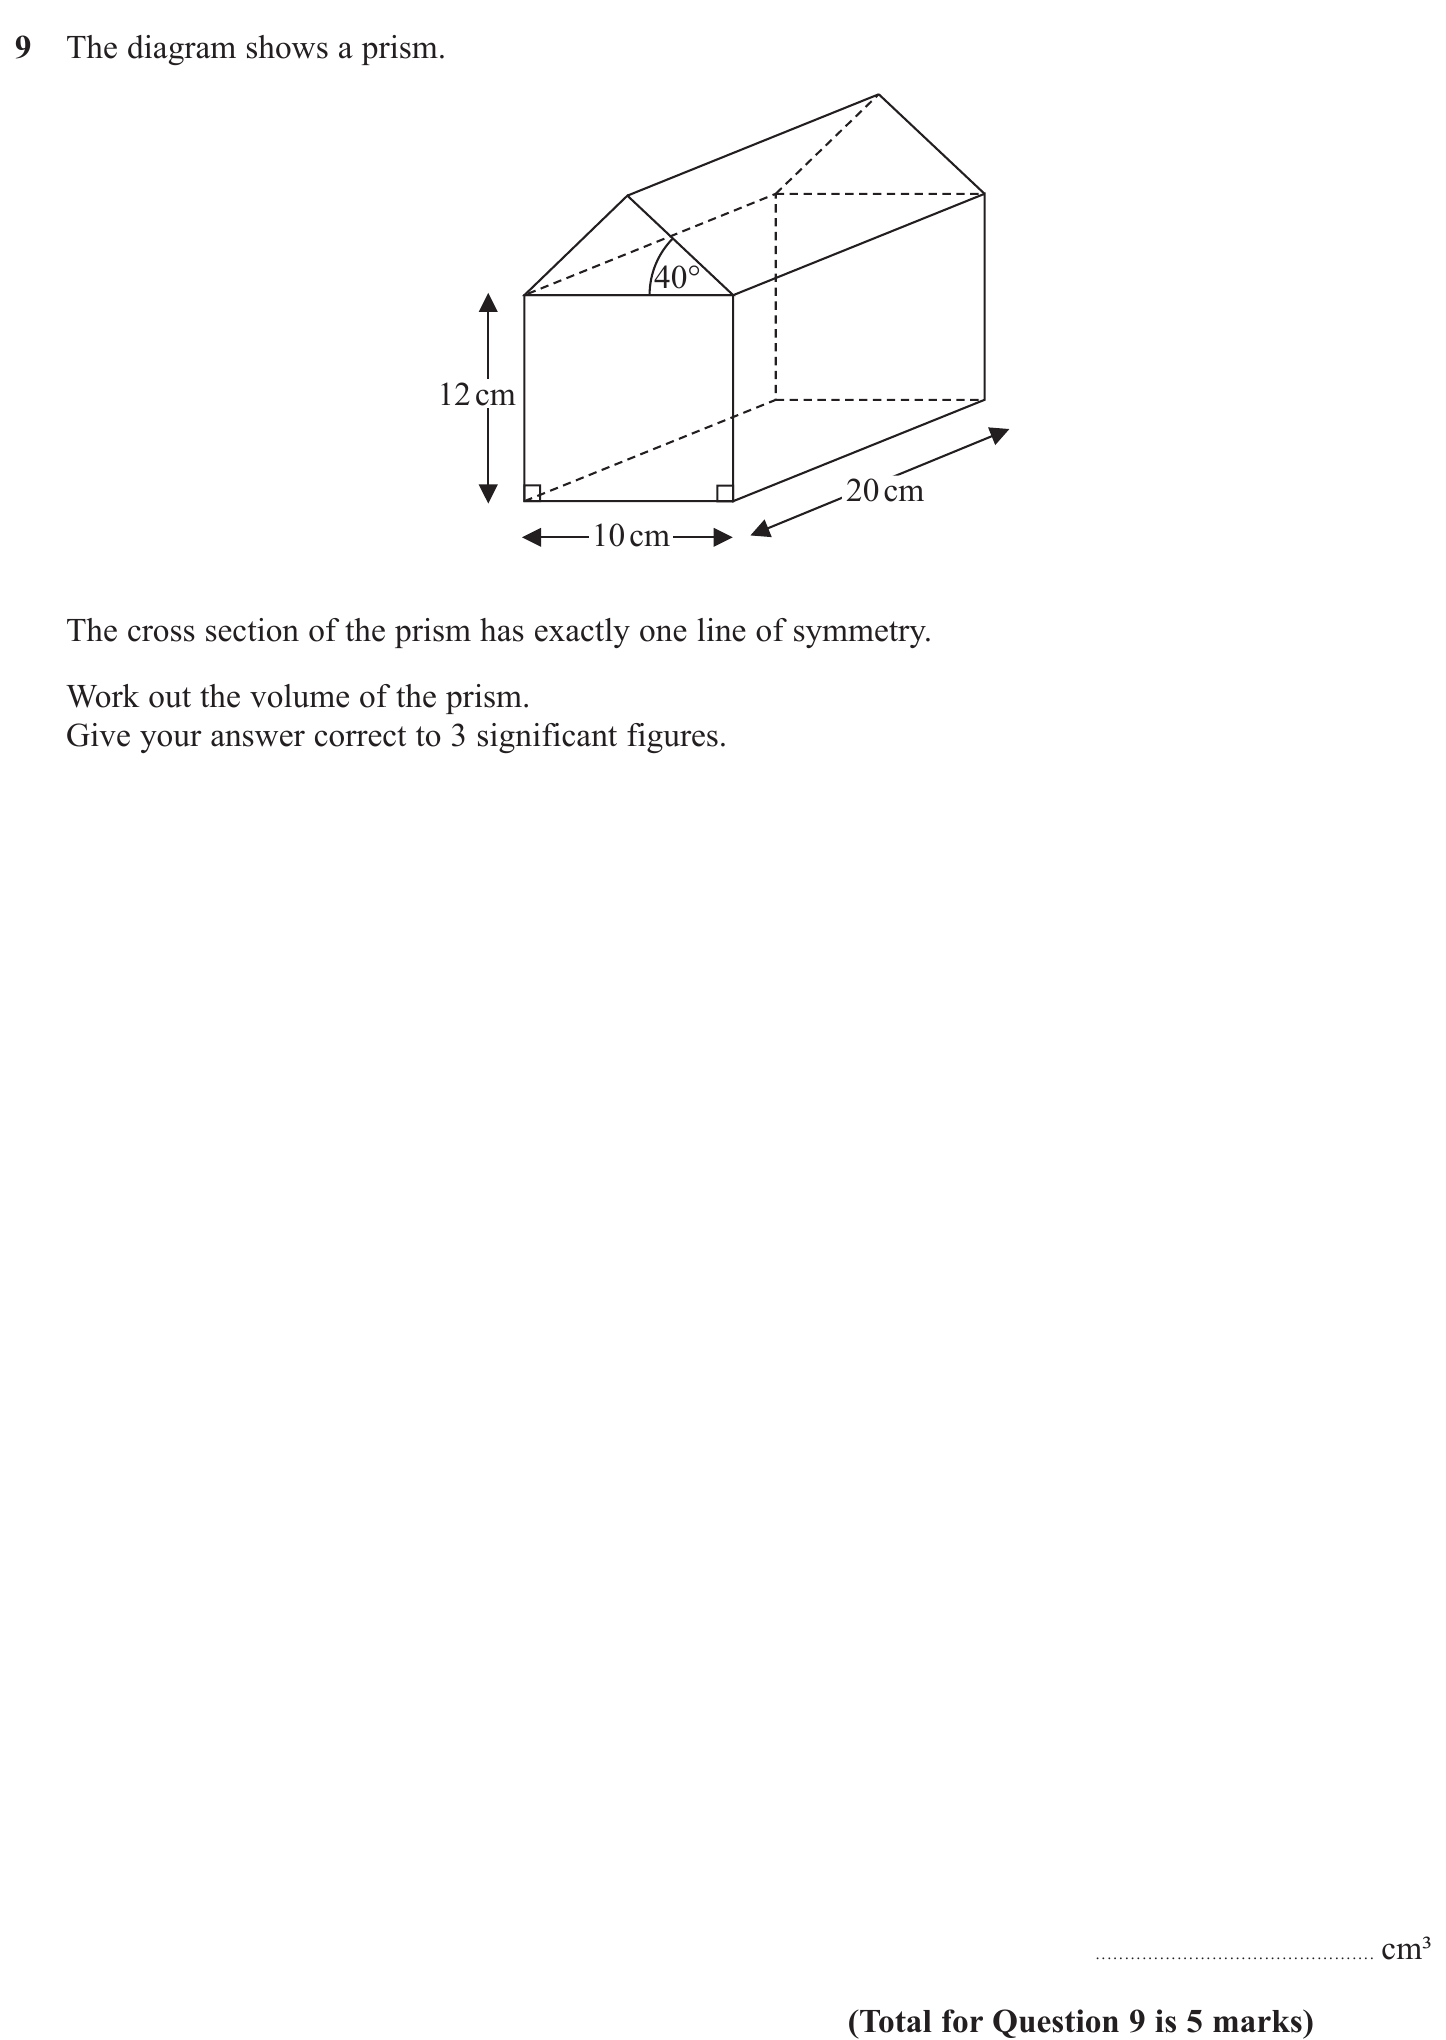 9 The diagram shows a prism.
40°
12 cm
20 cm
10 cm
The cross section of the prism has exactly one line of symmetry.
Work out the volume of the prism.
Give your answer correct to 3 significant figures.
.............................................. cm³
(Total for Question 9 is 5 marks)